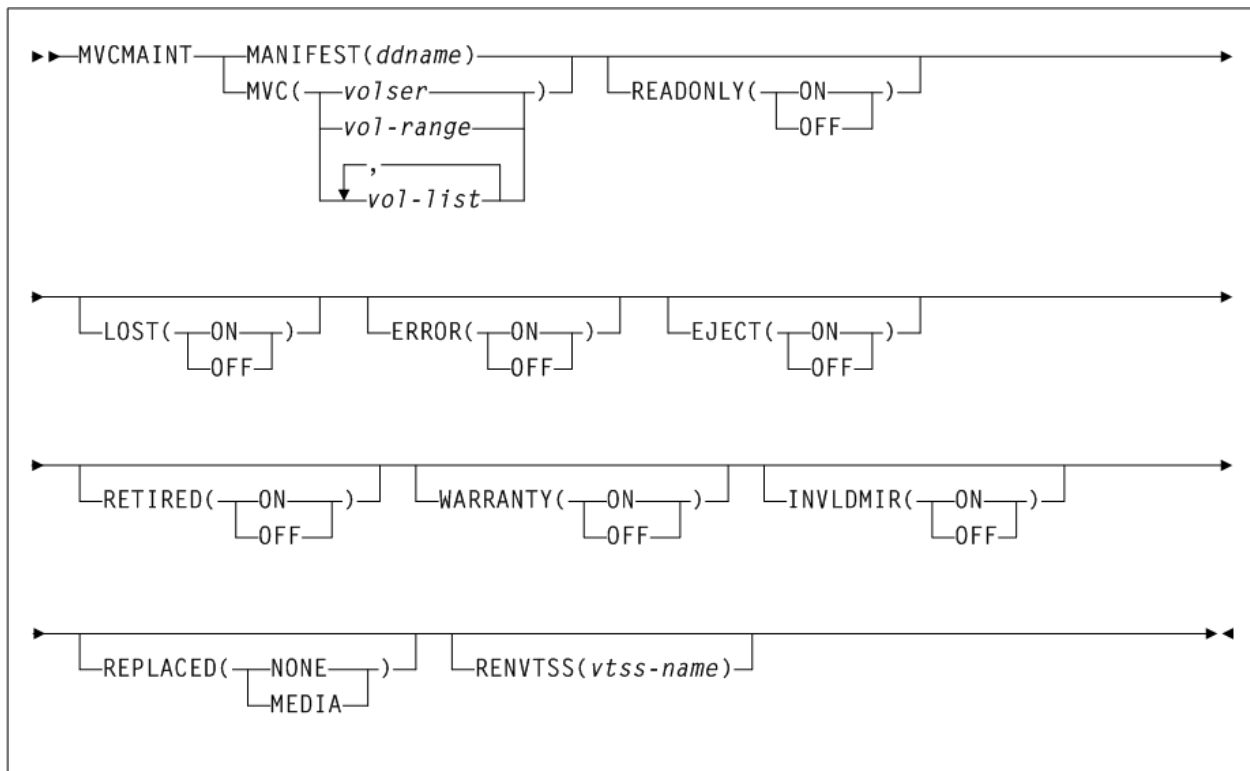 MVCMAINT MANIFEST(ddname)
MVC( volser ) READONLY( ON )
vol-range OFF
,
vol-list
LOST( ON ) ERROR( ON ) EJECT( ON )
OFF OFF OFF
RETIRED( ON ) WARRANTY( ON ) INVLDMIR( ON )
OFF OFF OFF
REPLACED( NONE ) RENVTSS(vtss-name)
MEDIA